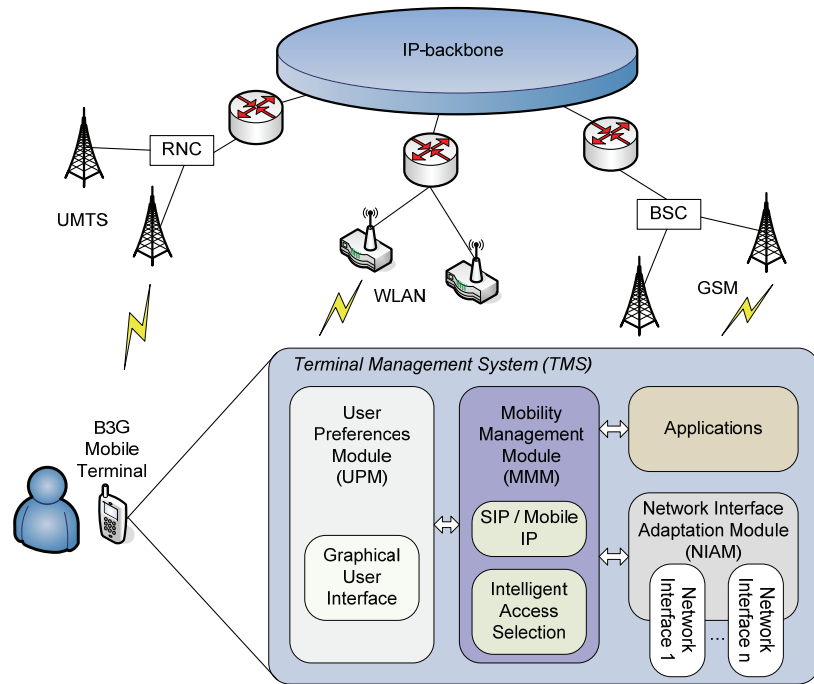 IP-backbone
RNC
UMTS
WLAN
BSC
GSM
B3G
Mobile
Terminal
Terminal Management System (TMS)
User
Preferences
Module
(UPM)
Graphical
User
Interface
Mobility
Management
Module
(MMM)
SIP / Mobile
IP
Intelligent
Access
Selection
Applications
Network Interface
Adaptation Module
(NIAM)
Network
Interface 1
...
Network
Interface n